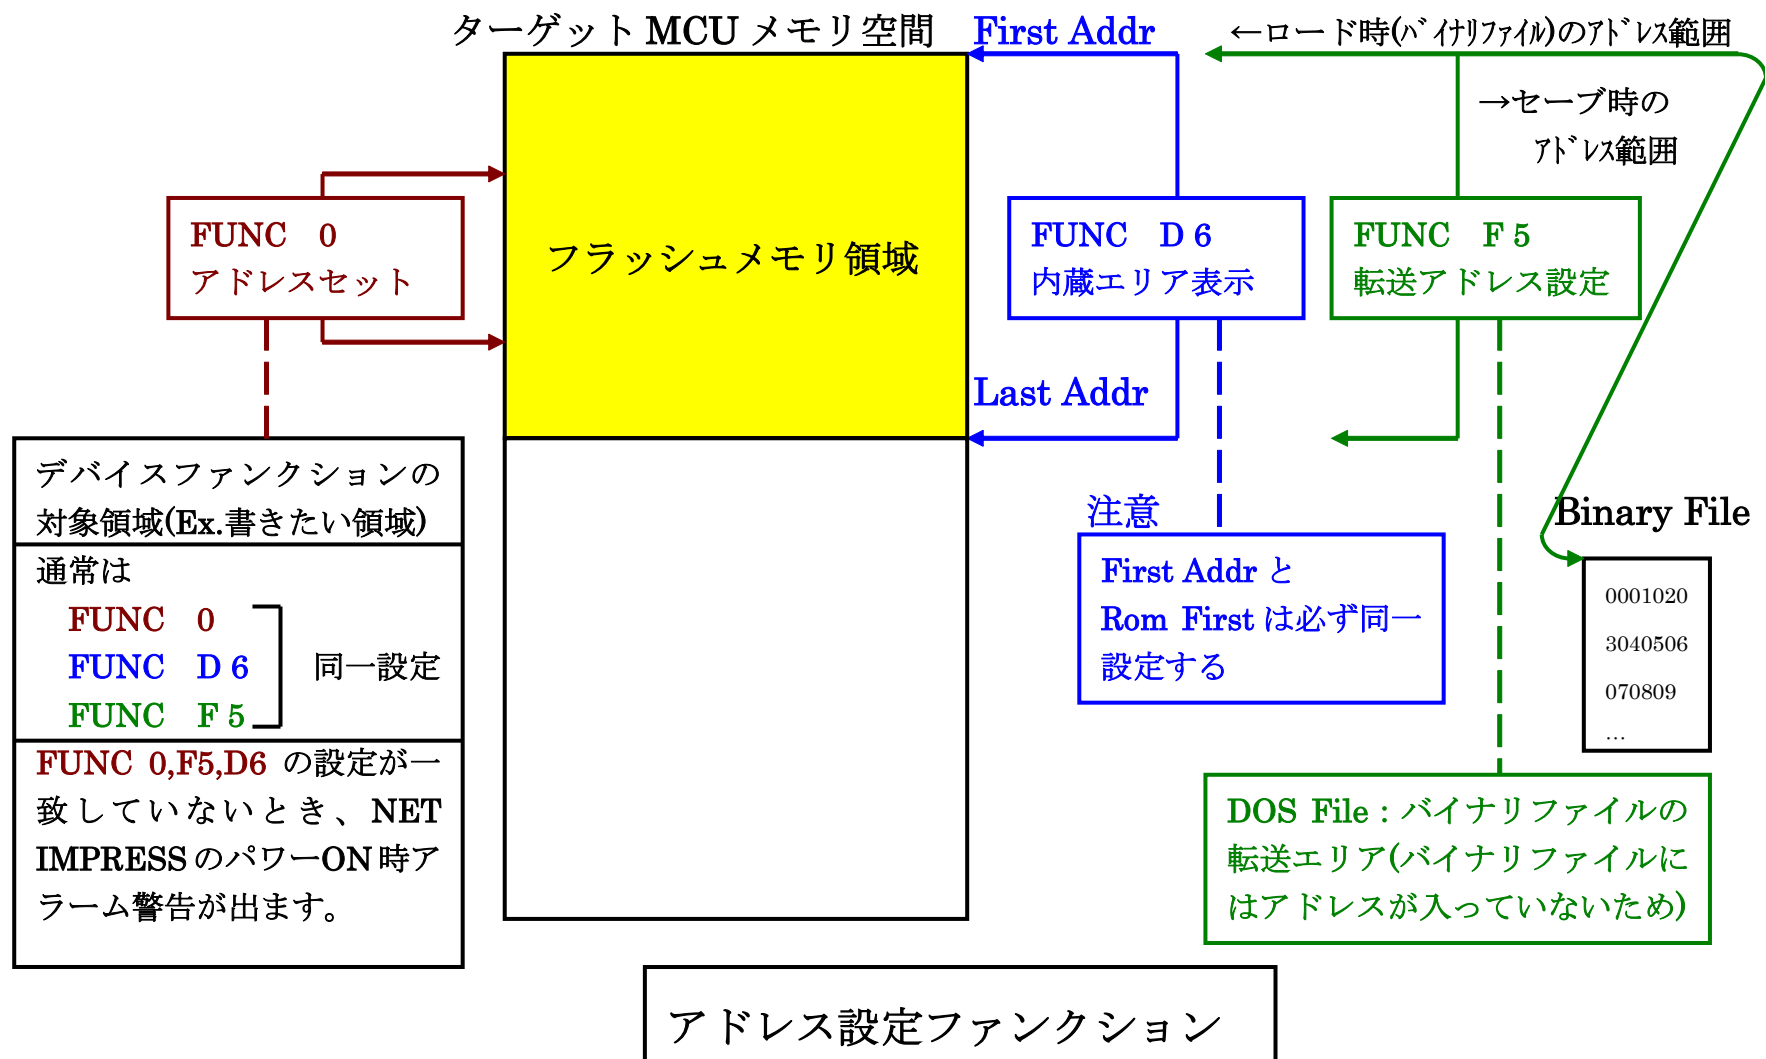 ターゲット MCU メモリ空間
First Addr
←ロード時(ﾊﾞｲﾅﾘﾌｧｲﾙ)のｱﾄﾞﾚｽ範囲
→セーブ時の
ｱﾄﾞﾚｽ範囲
FUNC　0
アドレスセット
フラッシュメモリ領域
FUNC　D 6
内蔵エリア表示
FUNC　F 5
転送アドレス設定
Last Addr
デバイスファンクションの
対象領域(Ex.書きたい領域)
通常は
FUNC　0
FUNC　D 6
FUNC　F 5
同一設定
FUNC 0,F5,D6 の設定が一
致していないとき、NET
IMPRESS のパワーON 時ア
ラーム警告が出ます。
注意
First Addr と
Rom First は必ず同一
設定する
Binary File
0001020
3040506
070809
…
DOS File : バイナリファイルの
転送エリア(バイナリファイルに
はアドレスが入っていないため)
アドレス設定ファンクション